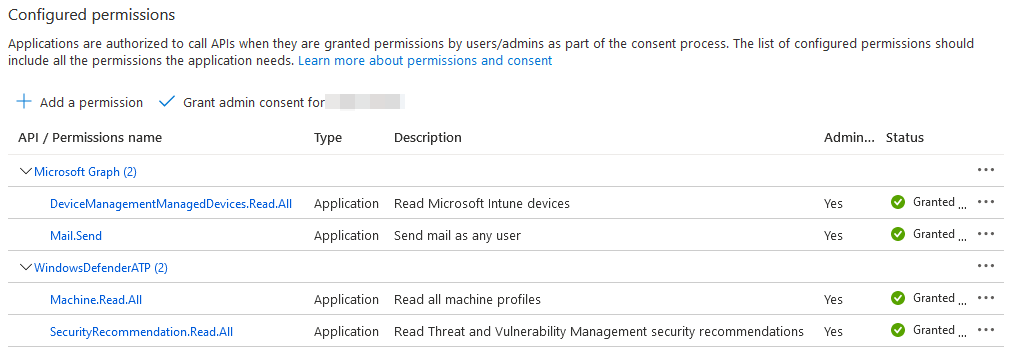 Configured permissions
Applications are authorized to call APIs when they are granted permissions by users/admins as part of the consent process. The list of configured permissions should
include all the permissions the application needs. Learn more about permissions and consent
Add a permission Grant admin consent for
API / Permissions name Type Description Admin... Status
Microsoft Graph (2) ...
DeviceManagementManagedDevices.Read.All Application Read Microsoft Intune devices Yes Granted ... ...
Mail.Send Application Send mail as any user Yes Granted ... ...
WindowsDefenderATP (2) ...
Machine.Read.All Application Read all machine profiles Yes Granted ... ...
SecurityRecommendation.Read.All Application Read Threat and Vulnerability Management security recommendations Yes Granted ... ...